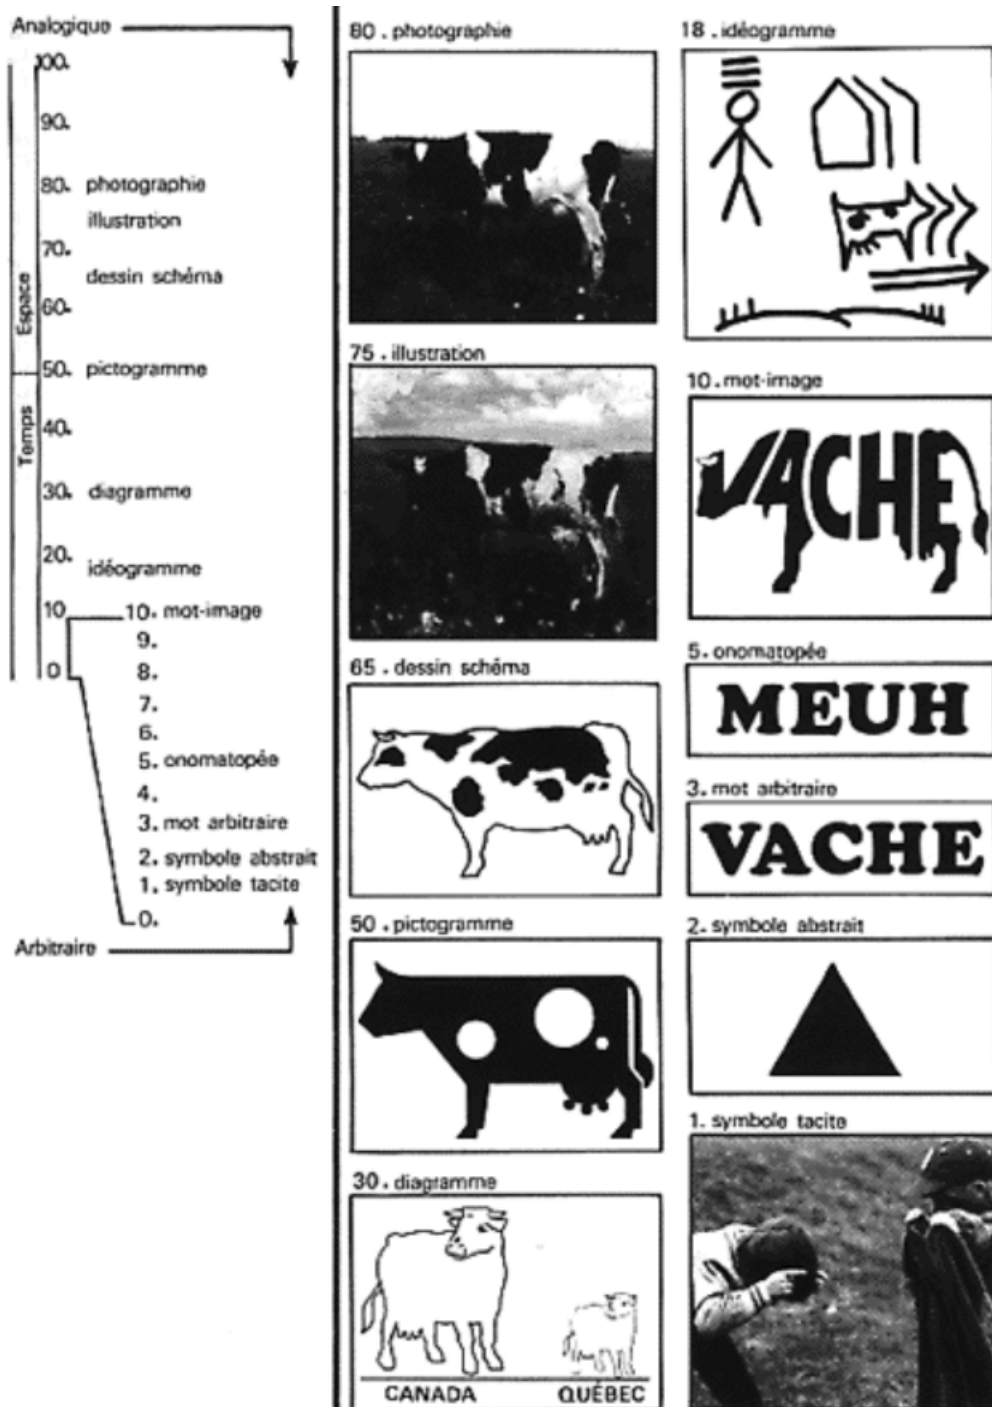 Analogique
100.
90.
80. photographie
illustration
70.
dessin schéma
60.
Espace
50. pictogramme
Temps
40.
30. diagramme
20.
idéogramme
10
10. mot-image
9.
0
8.
7.
6.
5. onomatopée
4.
3. mot arbitraire
2. symbole abstrait
1. symbole tacite
0.
Arbitraire
80. photographie
75. illustration
65. dessin schéma
50. pictogramme
30. diagramme
CANADA QUÉBEC
18. idéogramme
10. mot-image
VACHE
5. onomatopée
MEUH
3. mot arbitraire
VACHE
2. symbole abstrait
1. symbole tacite